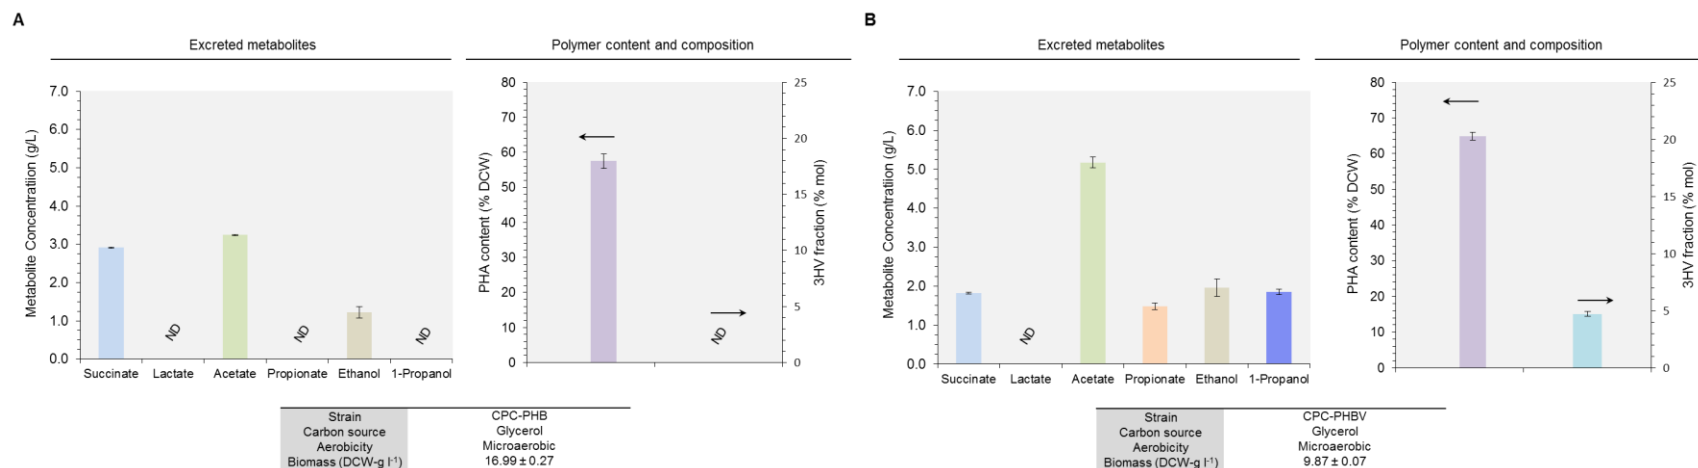 A
Excreted metabolites
Polymer content and composition
Metabolite Concentratiion (g/L)
7.0
6.0
5.0
4.0
3.0
2.0
1.0
0.0
ND
ND
ND
Succinate Lactate Acetate Propionate Ethanol 1-Propanol
PHA content (% DCW)
80
70
60
50
40
30
20
10
0
ND
25
20
15
10
5
0
3HV fraction (% mol)
Strain CPC-PHB
Carbon source Glycerol
Aerobicity Microaerobic
Biomass (DCW-g l⁻¹) 16.99 ± 0.27
B
Excreted metabolites
Polymer content and composition
Metabolite Concentratiion (g/L)
7.0
6.0
5.0
4.0
3.0
2.0
1.0
0.0
ND
Succinate Lactate Acetate Propionate Ethanol 1-Propanol
PHA content (% DCW)
80
70
60
50
40
30
20
10
0
25
20
15
10
5
0
3HV fraction (% mol)
Strain CPC-PHBV
Carbon source Glycerol
Aerobicity Microaerobic
Biomass (DCW-g l⁻¹) 9.87 ± 0.07